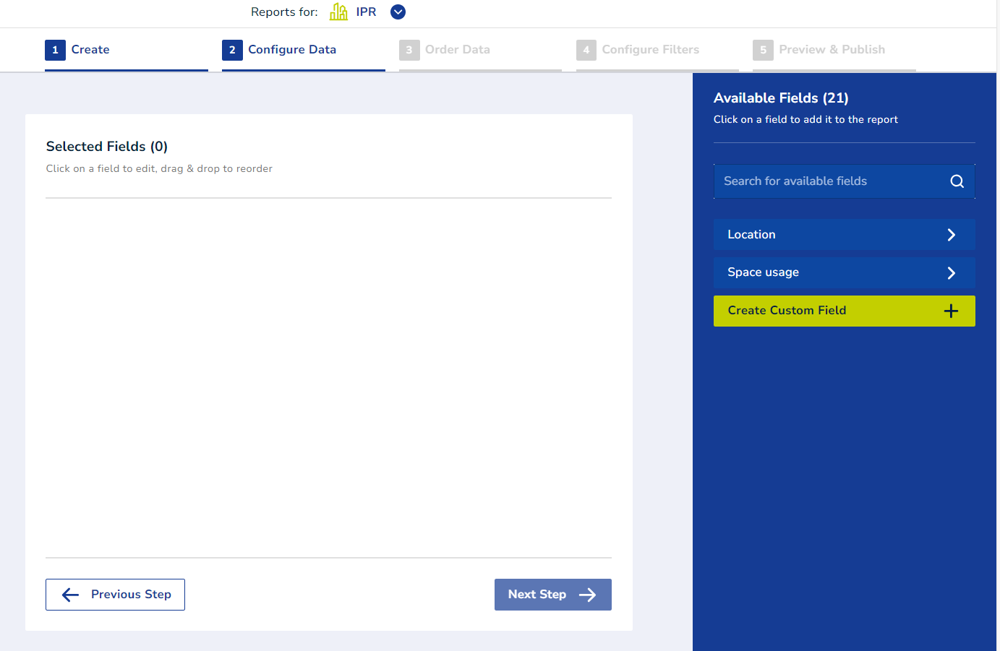 Reports for: IPR
1 Create
2 Configure Data
3 Order Data
4 Configure Filters
5 Preview & Publish
Selected Fields (0)
Click on a field to edit, drag & drop to reorder
Previous Step
Next Step
Available Fields (21)
Click on a field to add it to the report
Search for available fields
Location
Space usage
Create Custom Field